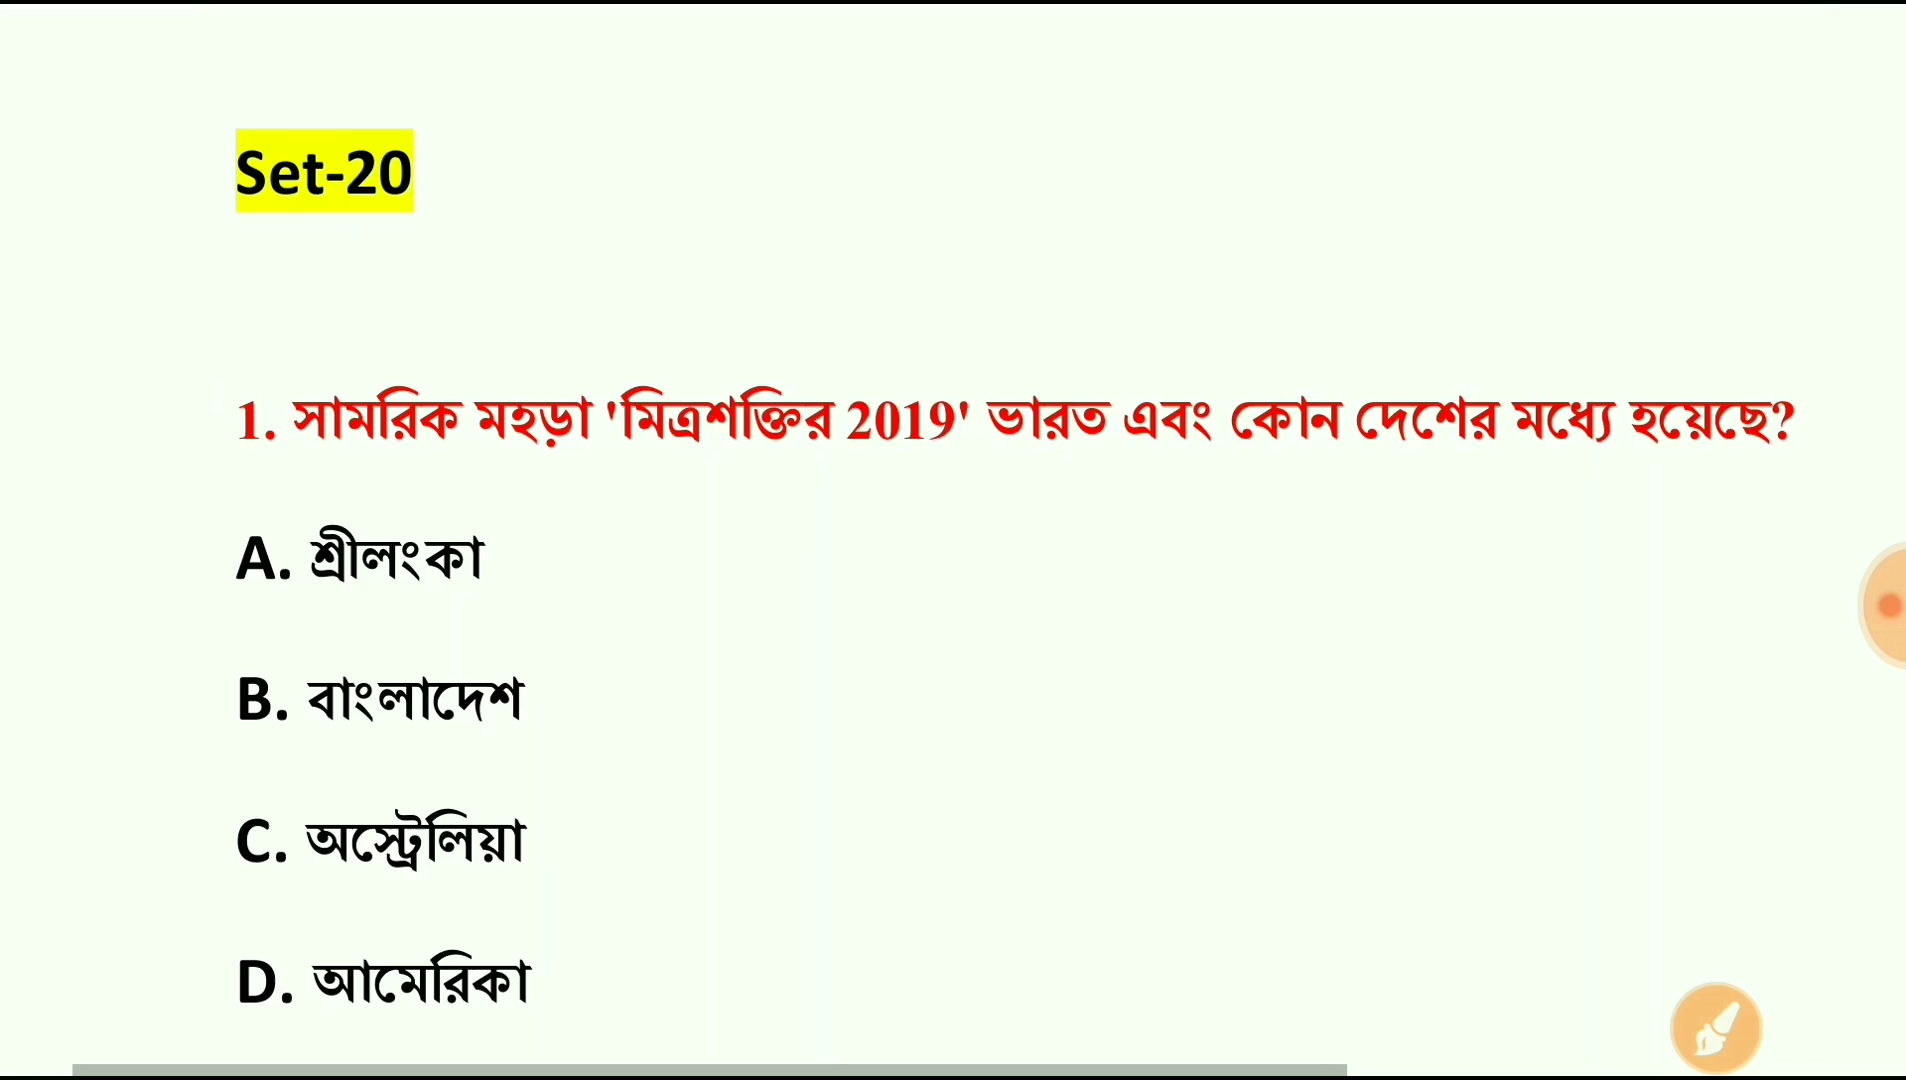 Set-20
1. সামরিক মহড়া 'মিত্রশক্তির 2019' ভারত এবং কোন দেশের মধ্যে হয়েছে?
A. শ্রীলংকা
B. বাংলাদেশ
C. অস্ট্রেলিয়া
D. আমেরিকা